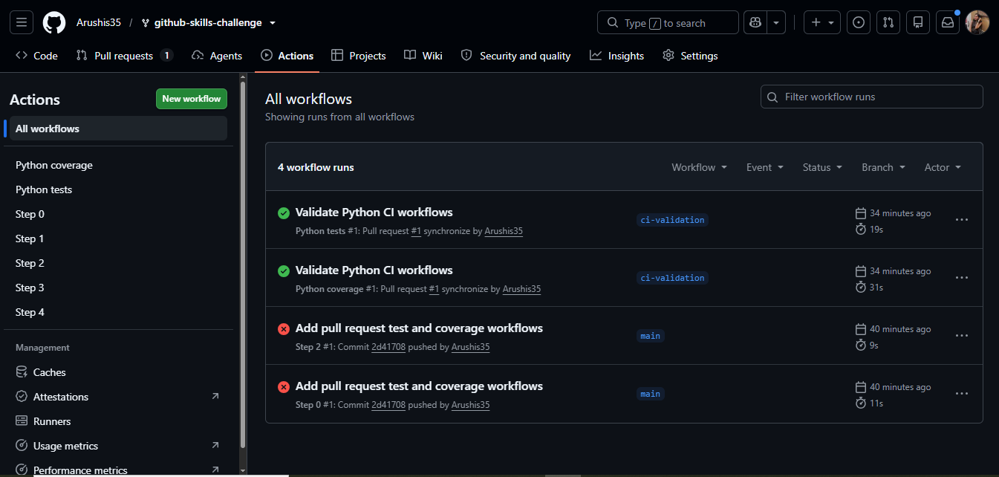 Arushis35 / github-skills-challenge
Type / to search
Code
Pull requests 1
Agents
Actions
Projects
Wiki
Security and quality
Insights
Settings
Actions
New workflow
All workflows
Python coverage
Python tests
Step 0
Step 1
Step 2
Step 3
Step 4
Management
Caches
Attestations
Runners
Usage metrics
Performance metrics
All workflows
Showing runs from all workflows
Filter workflow runs
4 workflow runs
Workflow
Event
Status
Branch
Actor
Validate Python CI workflows
Python tests #1: Pull request #1 synchronize by Arushis35
ci-validation
34 minutes ago
19s
Validate Python CI workflows
Python coverage #1: Pull request #1 synchronize by Arushis35
ci-validation
34 minutes ago
31s
Add pull request test and coverage workflows
Step 2 #1: Commit 2d41708 pushed by Arushis35
main
40 minutes ago
9s
Add pull request test and coverage workflows
Step 0 #1: Commit 2d41708 pushed by Arushis35
main
40 minutes ago
11s